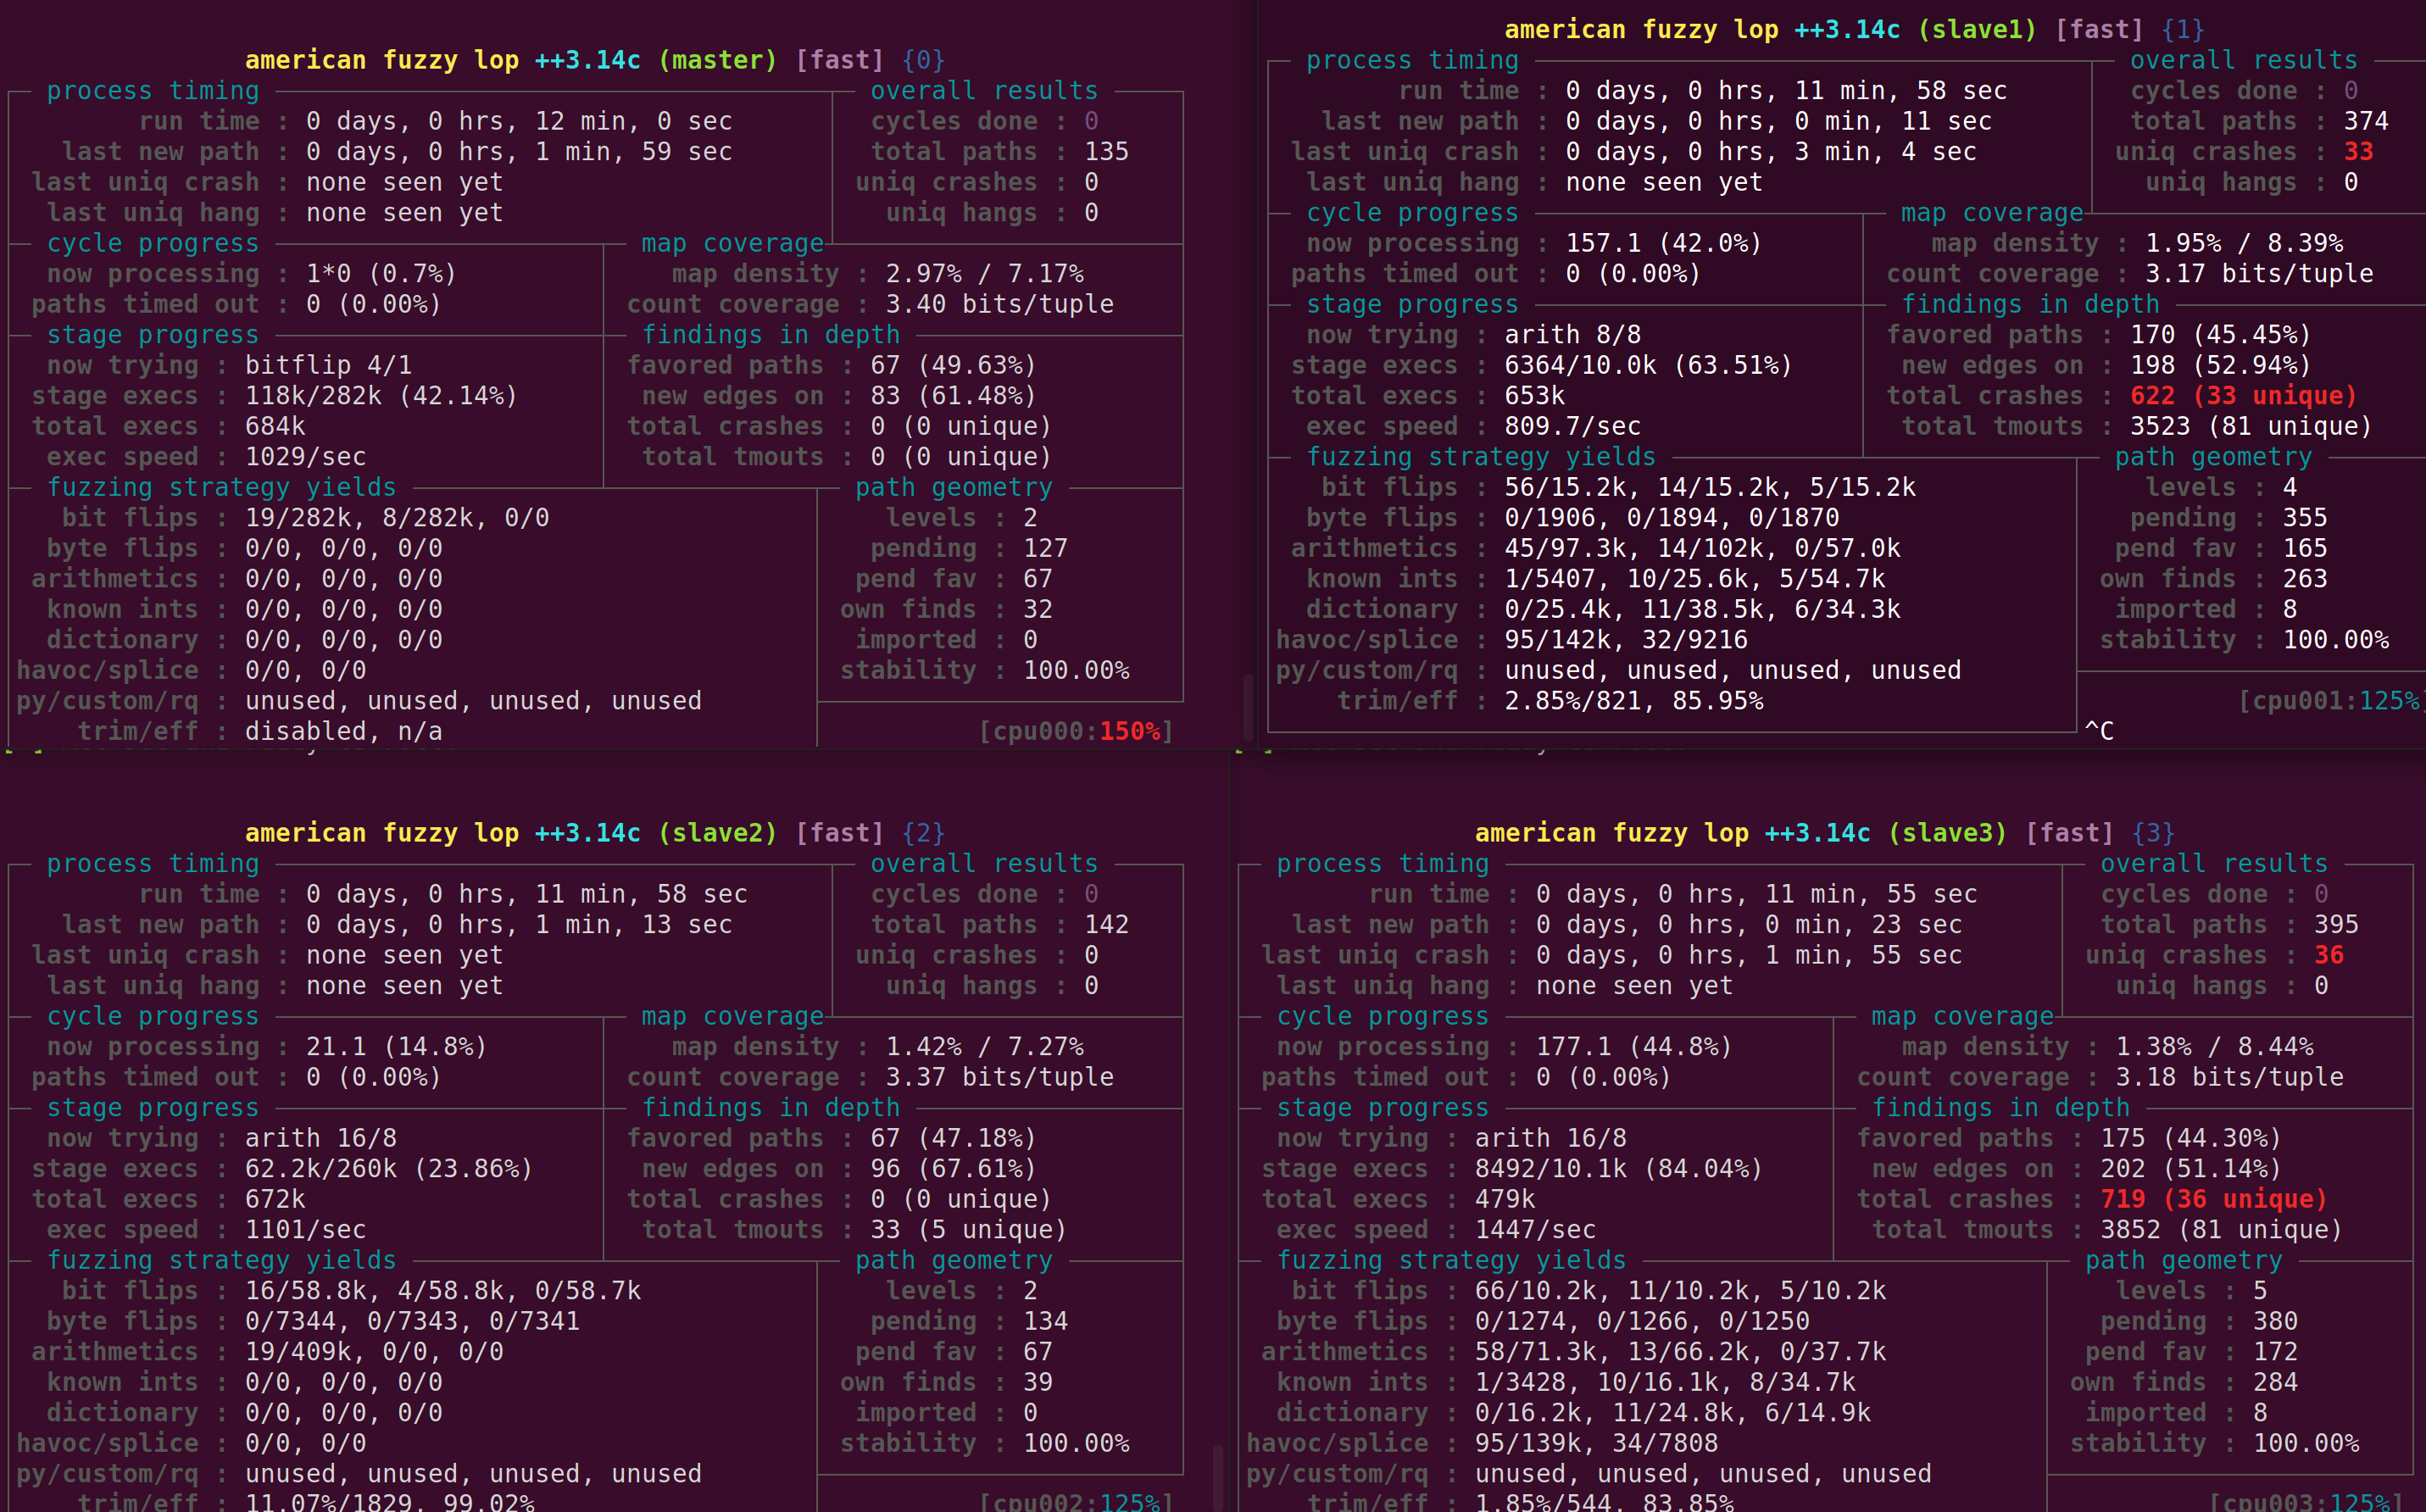 american fuzzy lop ++3.14c (master) [fast] {0}
process timing overall results
run time : 0 days, 0 hrs, 12 min, 0 sec cycles done : 0
last new path : 0 days, 0 hrs, 1 min, 59 sec total paths : 135
last uniq crash : none seen yet uniq crashes : 0
last uniq hang : none seen yet uniq hangs : 0
cycle progress map coverage
now processing : 1*0 (0.7%) map density : 2.97% / 7.17%
paths timed out : 0 (0.00%) count coverage : 3.40 bits/tuple
stage progress findings in depth
now trying : bitflip 4/1 favored paths : 67 (49.63%)
stage execs : 118k/282k (42.14%) new edges on : 83 (61.48%)
total execs : 684k total crashes : 0 (0 unique)
exec speed : 1029/sec total tmouts : 0 (0 unique)
fuzzing strategy yields path geometry
bit flips : 19/282k, 8/282k, 0/0 levels : 2
byte flips : 0/0, 0/0, 0/0 pending : 127
arithmetics : 0/0, 0/0, 0/0 pend fav : 67
known ints : 0/0, 0/0, 0/0 own finds : 32
dictionary : 0/0, 0/0, 0/0 imported : 0
havoc/splice : 0/0, 0/0 stability : 100.00%
py/custom/rq : unused, unused, unused, unused
trim/eff : disabled, n/a [cpu000:150%]
american fuzzy lop ++3.14c (slave1) [fast] {1}
process timing overall results
run time : 0 days, 0 hrs, 11 min, 58 sec cycles done : 0
last new path : 0 days, 0 hrs, 0 min, 11 sec total paths : 374
last uniq crash : 0 days, 0 hrs, 3 min, 4 sec uniq crashes : 33
last uniq hang : none seen yet uniq hangs : 0
cycle progress map coverage
now processing : 157.1 (42.0%) map density : 1.95% / 8.39%
paths timed out : 0 (0.00%) count coverage : 3.17 bits/tuple
stage progress findings in depth
now trying : arith 8/8 favored paths : 170 (45.45%)
stage execs : 6364/10.0k (63.51%) new edges on : 198 (52.94%)
total execs : 653k total crashes : 622 (33 unique)
exec speed : 809.7/sec total tmouts : 3523 (81 unique)
fuzzing strategy yields path geometry
bit flips : 56/15.2k, 14/15.2k, 5/15.2k levels : 4
byte flips : 0/1906, 0/1894, 0/1870 pending : 355
arithmetics : 45/97.3k, 14/102k, 0/57.0k pend fav : 165
known ints : 1/5407, 10/25.6k, 5/54.7k own finds : 263
dictionary : 0/25.4k, 11/38.5k, 6/34.3k imported : 8
havoc/splice : 95/142k, 32/9216 stability : 100.00%
py/custom/rq : unused, unused, unused, unused
trim/eff : 2.85%/821, 85.95% [cpu001:125%]
^C
american fuzzy lop ++3.14c (slave2) [fast] {2}
process timing overall results
run time : 0 days, 0 hrs, 11 min, 58 sec cycles done : 0
last new path : 0 days, 0 hrs, 1 min, 13 sec total paths : 142
last uniq crash : none seen yet uniq crashes : 0
last uniq hang : none seen yet uniq hangs : 0
cycle progress map coverage
now processing : 21.1 (14.8%) map density : 1.42% / 7.27%
paths timed out : 0 (0.00%) count coverage : 3.37 bits/tuple
stage progress findings in depth
now trying : arith 16/8 favored paths : 67 (47.18%)
stage execs : 62.2k/260k (23.86%) new edges on : 96 (67.61%)
total execs : 672k total crashes : 0 (0 unique)
exec speed : 1101/sec total tmouts : 33 (5 unique)
fuzzing strategy yields path geometry
bit flips : 16/58.8k, 4/58.8k, 0/58.7k levels : 2
byte flips : 0/7344, 0/7343, 0/7341 pending : 134
arithmetics : 19/409k, 0/0, 0/0 pend fav : 67
known ints : 0/0, 0/0, 0/0 own finds : 39
dictionary : 0/0, 0/0, 0/0 imported : 0
havoc/splice : 0/0, 0/0 stability : 100.00%
py/custom/rq : unused, unused, unused, unused
trim/eff : 11.07%/1829, 99.02% [cpu002:125%]
american fuzzy lop ++3.14c (slave3) [fast] {3}
process timing overall results
run time : 0 days, 0 hrs, 11 min, 55 sec cycles done : 0
last new path : 0 days, 0 hrs, 0 min, 23 sec total paths : 395
last uniq crash : 0 days, 0 hrs, 1 min, 55 sec uniq crashes : 36
last uniq hang : none seen yet uniq hangs : 0
cycle progress map coverage
now processing : 177.1 (44.8%) map density : 1.38% / 8.44%
paths timed out : 0 (0.00%) count coverage : 3.18 bits/tuple
stage progress findings in depth
now trying : arith 16/8 favored paths : 175 (44.30%)
stage execs : 8492/10.1k (84.04%) new edges on : 202 (51.14%)
total execs : 479k total crashes : 719 (36 unique)
exec speed : 1447/sec total tmouts : 3852 (81 unique)
fuzzing strategy yields path geometry
bit flips : 66/10.2k, 11/10.2k, 5/10.2k levels : 5
byte flips : 0/1274, 0/1266, 0/1250 pending : 380
arithmetics : 58/71.3k, 13/66.2k, 0/37.7k pend fav : 172
known ints : 1/3428, 10/16.1k, 8/34.7k own finds : 284
dictionary : 0/16.2k, 11/24.8k, 6/14.9k imported : 8
havoc/splice : 95/139k, 34/7808 stability : 100.00%
py/custom/rq : unused, unused, unused, unused
trim/eff : 1.85%/544, 83.85% [cpu003:125%]